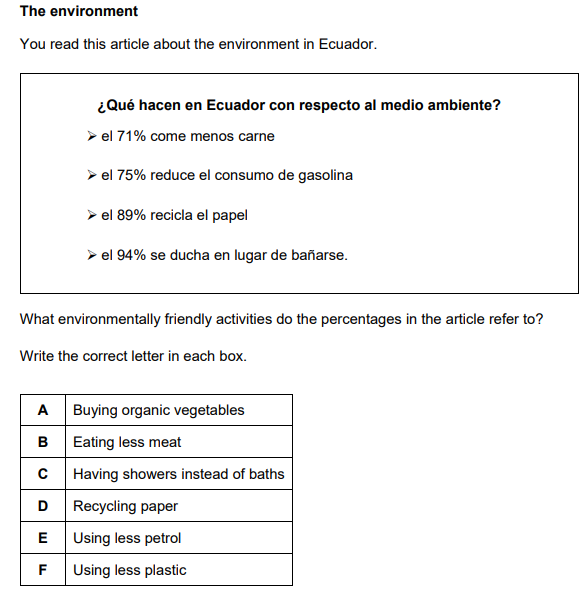 The environment
You read this article about the environment in Ecuador.
¿Qué hacen en Ecuador con respecto al medio ambiente?
➢ el 71% come menos carne
➢ el 75% reduce el consumo de gasolina
➢ el 89% recicla el papel
➢ el 94% se ducha en lugar de bañarse.
What environmentally friendly activities do the percentages in the article refer to?
Write the correct letter in each box.
A Buying organic vegetables
B Eating less meat
C Having showers instead of baths
D Recycling paper
E Using less petrol
F Using less plastic